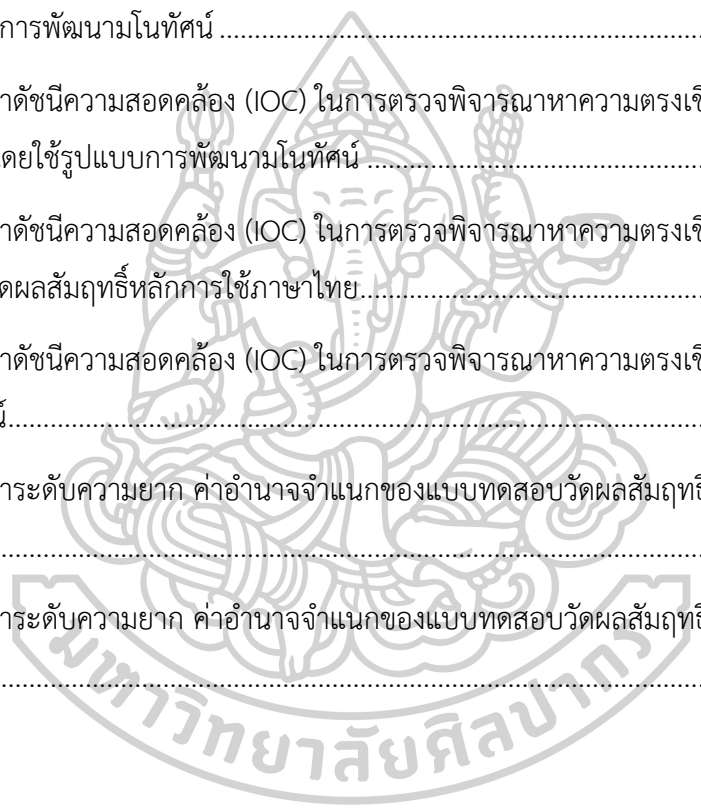 การพัฒนามโนทัศน์ ........................................................................
าดัชนีความสอดคล้อง (IOC) ในการตรวจพิจารณาหาความตรงเชิ
ดยใช้รูปแบบการพัฒนามโนทัศน์ ..................................................
าดัชนีความสอดคล้อง (IOC) ในการตรวจพิจารณาหาความตรงเชิ
ดผลสัมฤทธิ์หลักการใช้ภาษาไทย...................................................
าดัชนีความสอดคล้อง (IOC) ในการตรวจพิจารณาหาความตรงเชิ
์.......................................................................................................
าระดับความยาก ค่าอำนาจจำแนกของแบบทดสอบวัดผลสัมฤทธิ
.........................................................................................................
าระดับความยาก ค่าอำนาจจำแนกของแบบทดสอบวัดผลสัมฤทธิ
.........................................................................................................
มหาวิทยาลัยศิลปากร